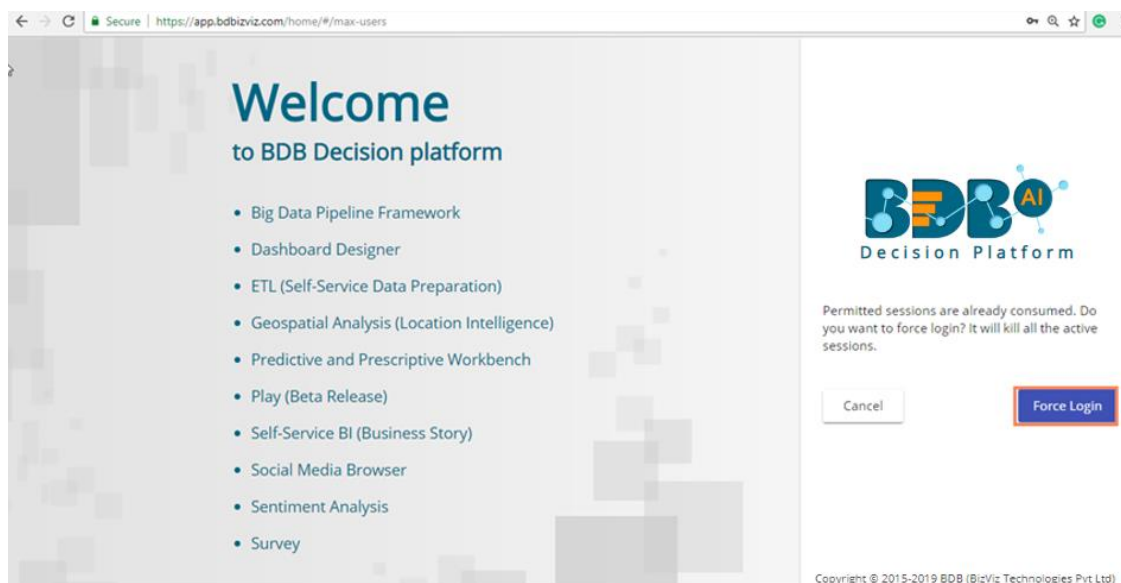 Secure | https://app.bdbizviz.com/home/#/max-users
Welcome
to BDB Decision platform
• Big Data Pipeline Framework
• Dashboard Designer
• ETL (Self-Service Data Preparation)
• Geospatial Analysis (Location Intelligence)
• Predictive and Prescriptive Workbench
• Play (Beta Release)
• Self-Service BI (Business Story)
• Social Media Browser
• Sentiment Analysis
• Survey
BDB AI
Decision Platform
Permitted sessions are already consumed. Do
you want to force login? It will kill all the active
sessions.
Cancel
Force Login
Copyright © 2015-2019 BDB (BizViz Technologies Pvt Ltd)